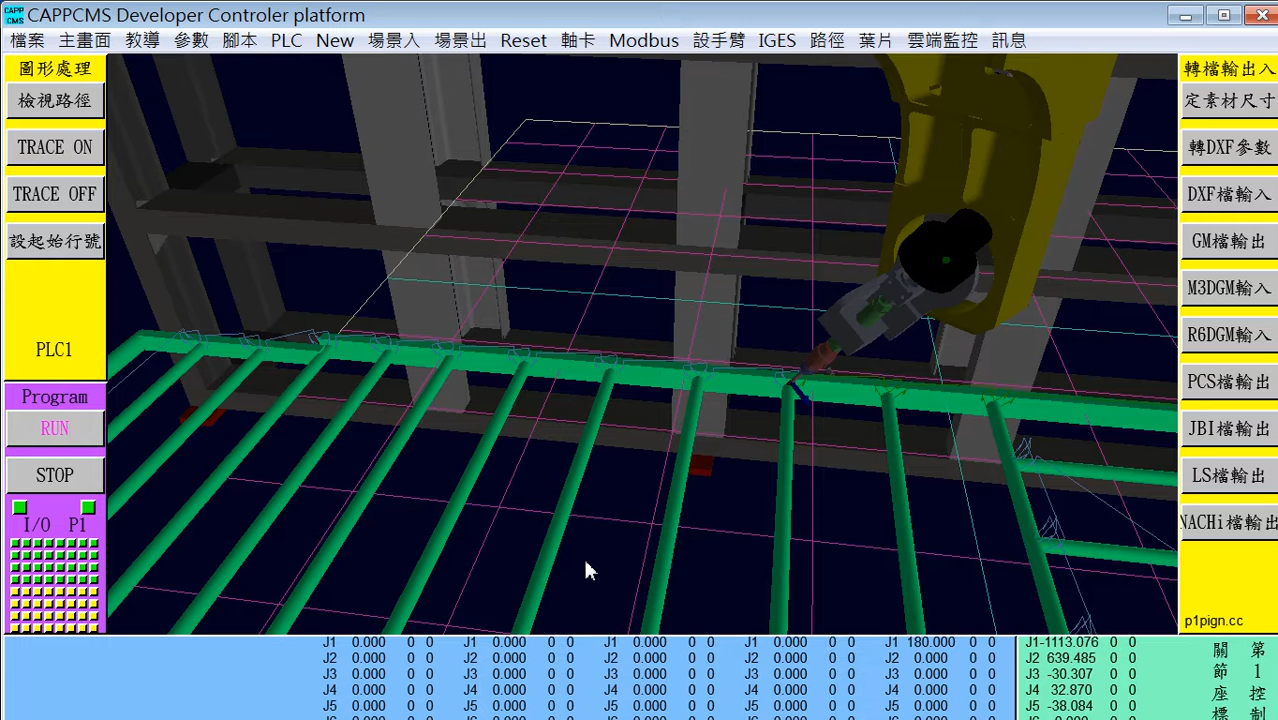 CAPP CMS CAPPCMS Developer Controler platform
檔案 主畫面 教導 參數 腳本 PLC New 場景入 場景出 Reset 軸卡 Modbus 設手臂 IGES 路徑 葉片 雲端監控 訊息
圖形處理
檢視路徑
TRACE ON
TRACE OFF
設起始行號
PLC1
Program
RUN
STOP
I/O P1
轉檔輸出入
定素材尺寸
轉DXF參數
DXF檔輸入
GM檔輸出
M3DGM輸入
R6DGM輸入
PCS檔輸出
JBI檔輸出
LS檔輸出
NACHi檔輸出
p1pign.cc
J1 0.000 0 0 J1 0.000 0 0 J1 0.000 0 0 J1 0.000 0 0 J1 180.000 0 0
J2 0.000 0 0 J2 0.000 0 0 J2 0.000 0 0 J2 0.000 0 0 J2 0.000 0 0
J3 0.000 0 0 J3 0.000 0 0 J3 0.000 0 0 J3 0.000 0 0 J3 0.000 0 0
J4 0.000 0 0 J4 0.000 0 0 J4 0.000 0 0 J4 0.000 0 0 J4 0.000 0 0
J5 0.000 0 0 J5 0.000 0 0 J5 0.000 0 0 J5 0.000 0 0 J5 0.000 0 0
J1-1113.076 0 0
J2 639.485 0 0
J3 -30.307 0 0
J4 32.870 0 0
J5 -38.084 0 0
第1控制
關節座標